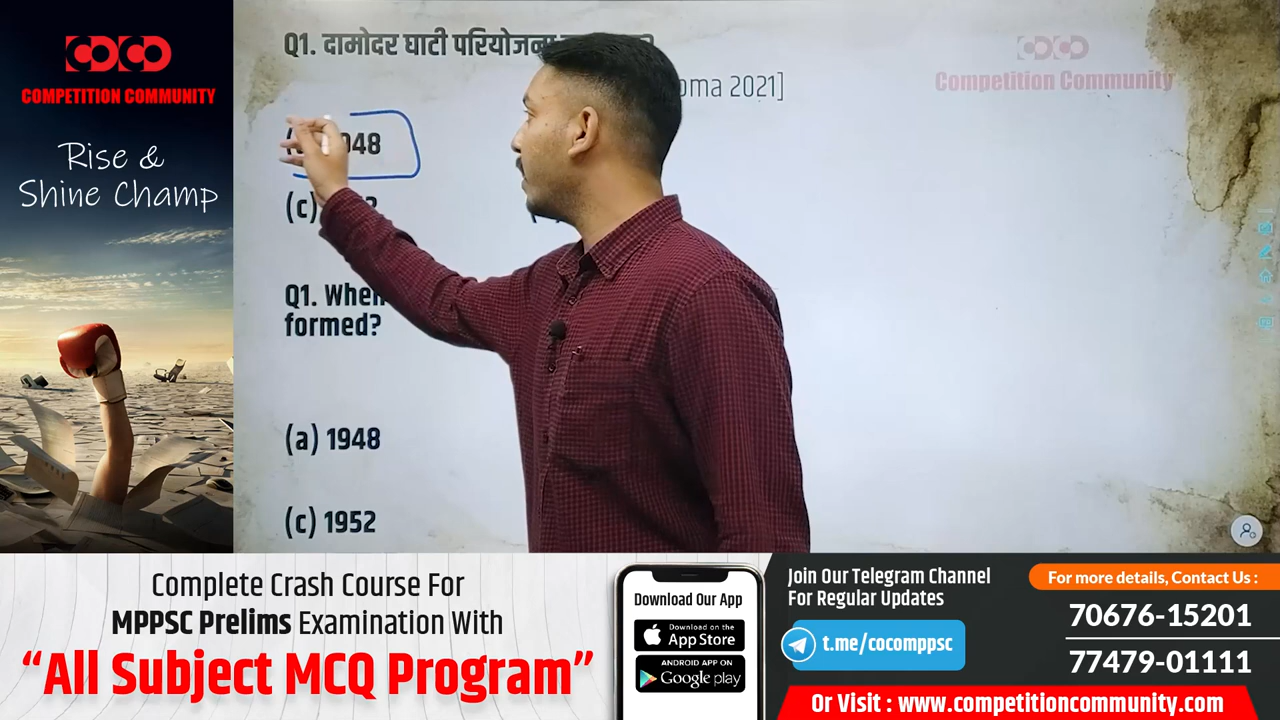 COCO
COMPETITION COMMUNITY
Rise &
Shine Champ
Q1. दामोदर घाटी परियोजना
2021]
COCO
Competition Community
(c)
Q1. When
formed?
(a) 1948
(c) 1952
Complete Crash Course For
MPPSC Prelims Examination With
“All Subject MCQ Program”
Download Our App
Download on the
App Store
ANDROID APP ON
Google play
Join Our Telegram Channel
For Regular Updates
t.me/cocomppsc
For more details, Contact Us :
70676-15201
77479-01111
Or Visit : www.competitioncommunity.com